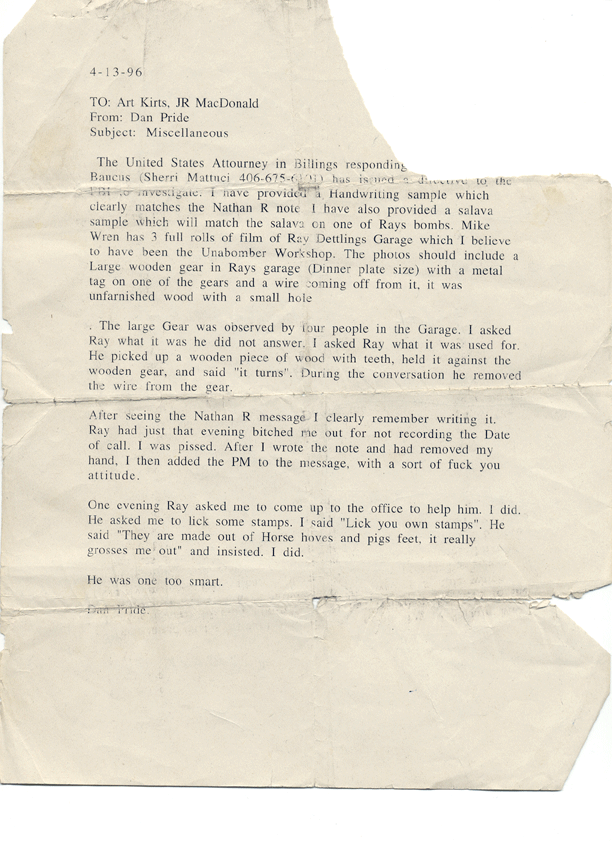 4-13-96
TO: Art Kirts, JR MacDonald
From: Dan Pride
Subject: Miscellaneous
The United States Attourney in Billings responding
Baucus (Sherri Mattuci 406-675- has issued a directive to the
FBI to investigate. I have provided a Handwriting sample which
clearly matches the Nathan R note. I have also provided a salava
sample which will match the salava on one of Rays bombs. Mike
Wren has 3 full rolls of film of Ray Dettlings Garage which I believe
to have been the Unabomber Workshop. The photos should include a
Large wooden gear in Rays garage (Dinner plate size) with a metal
tag on one of the gears and a wire coming off from it, it was
unfarnished wood with a small hole
. The large Gear was observed by four people in the Garage. I asked
Ray what it was he did not answer. I asked Ray what it was used for.
He picked up a wooden piece of wood with teeth, held it against the
wooden gear, and said "it turns". During the conversation he removed
the wire from the gear.
After seeing the Nathan R message I clearly remember writing it.
Ray had just that evening bitched me out for not recording the Date
of call. I was pissed. After I wrote the note and had removed my
hand, I then added the PM to the message, with a sort of fuck you
attitude.
One evening Ray asked me to come up to the office to help him. I did.
He asked me to lick some stamps. I said "Lick you own stamps". He
said "They are made out of Horse hoves and pigs feet, it really
grosses me out" and insisted. I did.
He was one too smart.
Dan Pride.